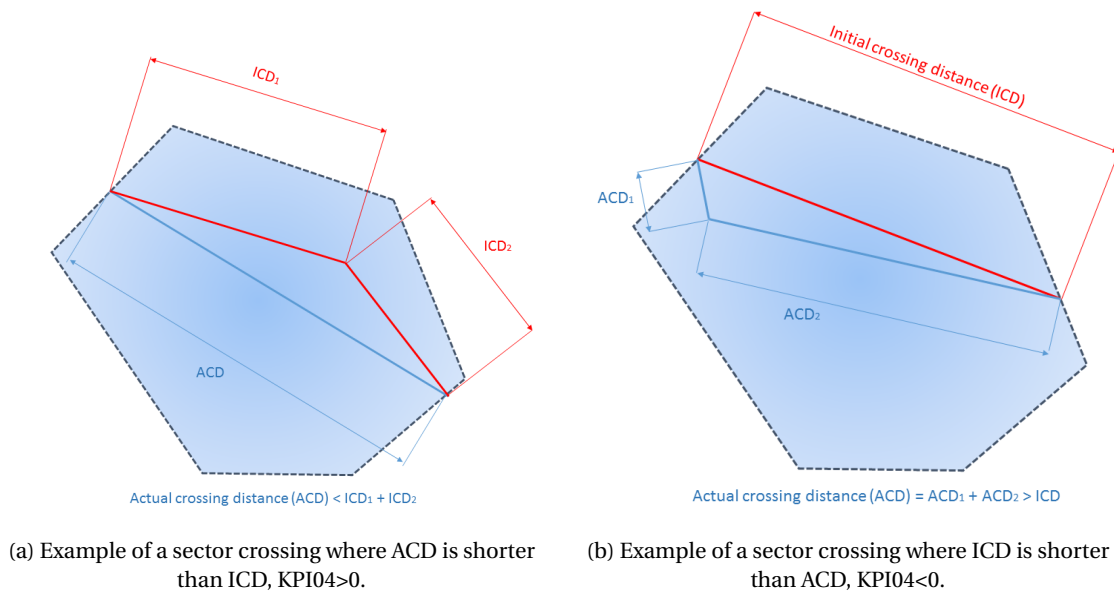 ICD₁
ICD₂
ACD
Actual crossing distance (ACD) < ICD₁ + ICD₂
(a) Example of a sector crossing where ACD is shorter
than ICD, KPI04>0.
Initial crossing distance (ICD)
ACD₁
ACD₂
Actual crossing distance (ACD) = ACD₁ + ACD₂ > ICD
(b) Example of a sector crossing where ICD is shorter
than ACD, KPI04<0.